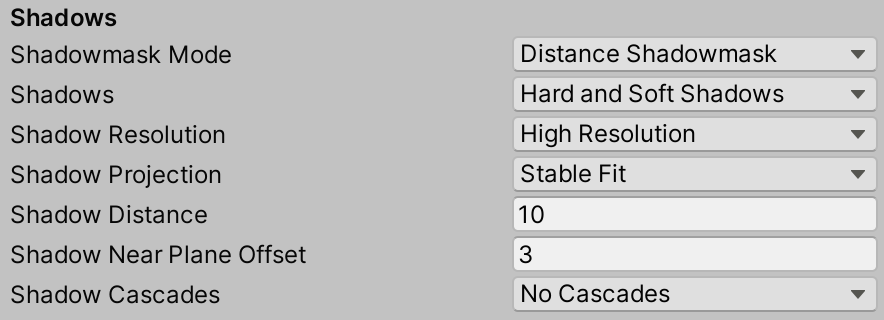 Shadows
Shadowmask Mode Distance Shadowmask
Shadows Hard and Soft Shadows
Shadow Resolution High Resolution
Shadow Projection Stable Fit
Shadow Distance 10
Shadow Near Plane Offset 3
Shadow Cascades No Cascades